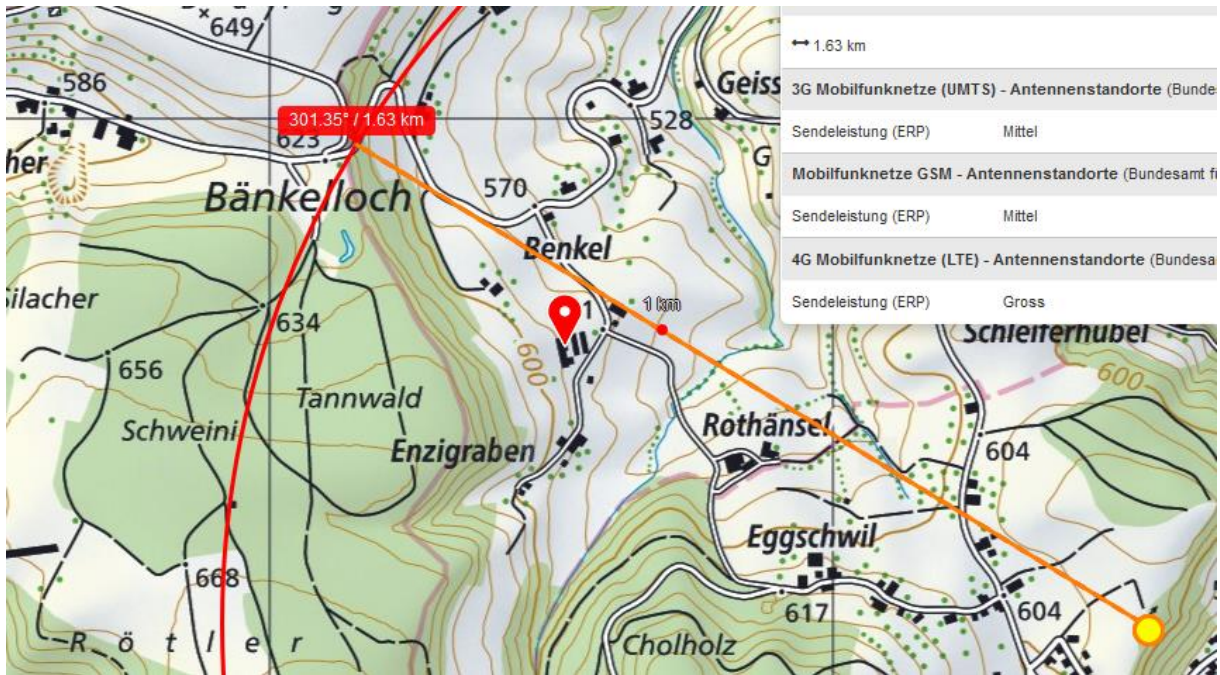 649
586
301.35° / 1.63 km
623
Bänkelloch
570
528
Geiss
G
Benkel
1 km
1
600
Silacher
634
656
Tannwald
Schweini
Enzigraben
Rothänsel
Schleiferhübel
600
604
Eggschwil
668
617
604
Rötler
Cholholz
1.63 km
3G Mobilfunknetze (UMTS) - Antennenstandorte (Bundes
Sendeleistung (ERP) Mittel
Mobilfunknetze GSM - Antennenstandorte (Bundesamt fü
Sendeleistung (ERP) Mittel
4G Mobilfunknetze (LTE) - Antennenstandorte (Bundesa
Sendeleistung (ERP) Gross